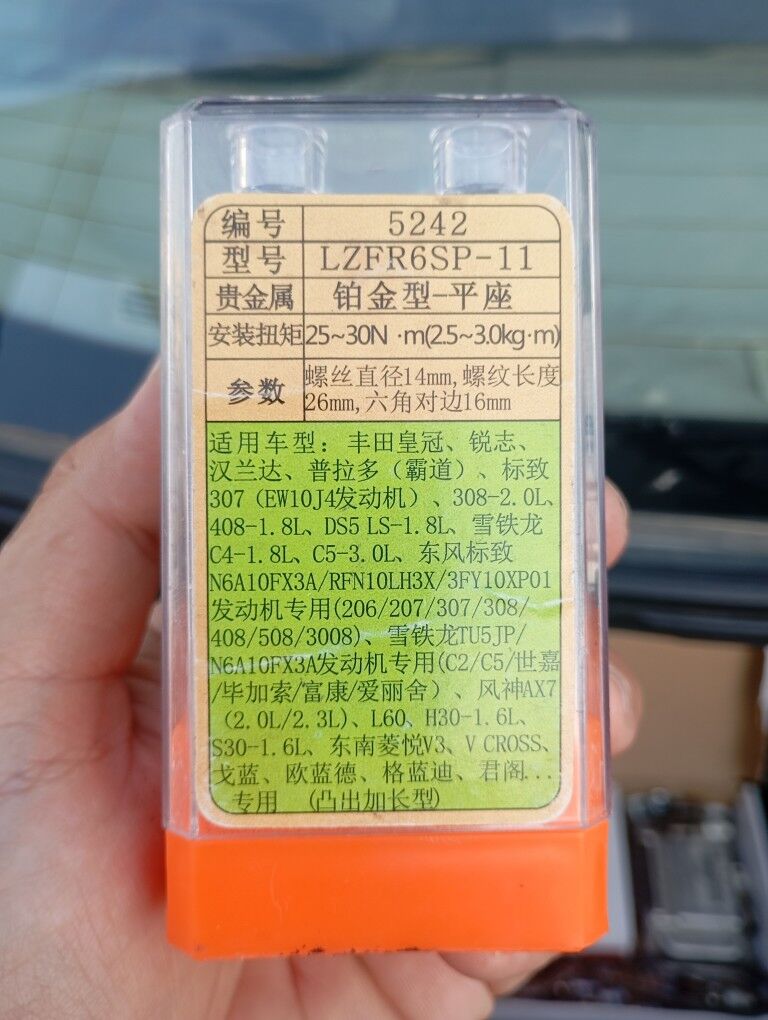 编号 5242
型号 LZFR6SP-11
贵金属 铂金型-平座
安装扭矩 25~30N·m(2.5~3.0kg·m)
参数 螺丝直径14mm,螺纹长度
26mm,六角对边16mm
适用车型：丰田皇冠、锐志、
汉兰达、普拉多（霸道）、标致
307（EW10J4发动机）、308-2.0L、
408-1.8L、DS5 LS-1.8L、雪铁龙
C4-1.8L、C5-3.0L、东风标致
N6A10FX3A/RFN10LH3X/3FY10XP01
发动机专用(206/207/307/308/
408/508/3008)、雪铁龙TU5JP/
N6A10FX3A发动机专用(C2/C5/世嘉
/毕加索/富康/爱丽舍）、风神AX7
（2.0L/2.3L)、L60、H30-1.6L、
S30-1.6L、东南菱悦V3、V CROSS、
戈蓝、欧蓝德、格蓝迪、君阁...
专用 (凸出加长型)